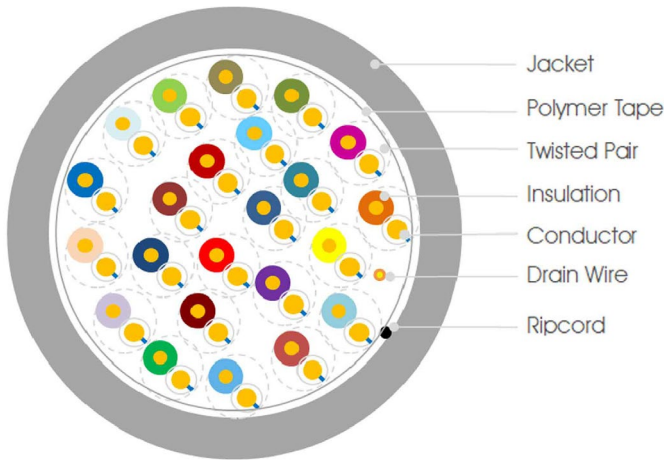 Jacket
Polymer Tape
Twisted Pair
Insulation
Conductor
Drain Wire
Ripcord